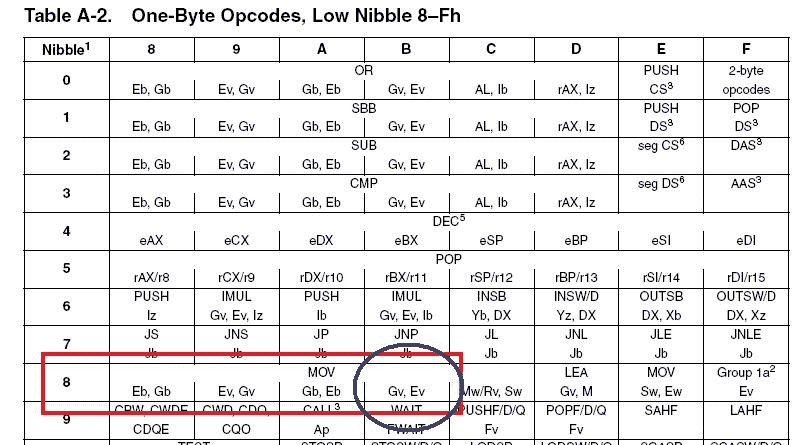 Table A-2. One-Byte Opcodes, Low Nibble 8–Fh
Nibble¹ 8 9 A B C D E F
0 OR PUSH 2-byte
Eb, Gb Ev, Gv Gb, Eb Gv, Ev AL, Ib rAX, Iz CS³ opcodes
1 SBB PUSH POP
Eb, Gb Ev, Gv Gb, Eb Gv, Ev AL, Ib rAX, Iz DS³ DS³
2 SUB seg CS⁶ DAS³
Eb, Gb Ev, Gv Gb, Eb Gv, Ev AL, Ib rAX, Iz
3 CMP seg DS⁶ AAS³
Eb, Gb Ev, Gv Gb, Eb Gv, Ev AL, Ib rAX, Iz
4 DEC⁵
eAX eCX eDX eBX eSP eBP eSI eDI
5 POP
rAX/r8 rCX/r9 rDX/r10 rBX/r11 rSP/r12 rBP/r13 rSI/r14 rDI/r15
6 PUSH IMUL PUSH IMUL INSB INSW/D OUTSB OUTSW/D
Iz Gv, Ev, Iz Ib Gv, Ev, Ib Yb, DX Yz, DX DX, Xb DX, Xz
7 JS JNS JP JNP JL JNL JLE JNLE
Jb Jb Jb Jb Jb Jb Jb Jb
8 MOV LEA MOV Group 1a²
Eb, Gb Ev, Gv Gb, Eb Gv, Ev Mw/Rv, Sw Gv, M Sw, Ew Ev
9 CBW, CWDE, CWD, CDQ, CALL³ WAIT PUSHF/D/Q POPF/D/Q SAHF LAHF
CDQE CQO Ap FWAIT Fv Fv